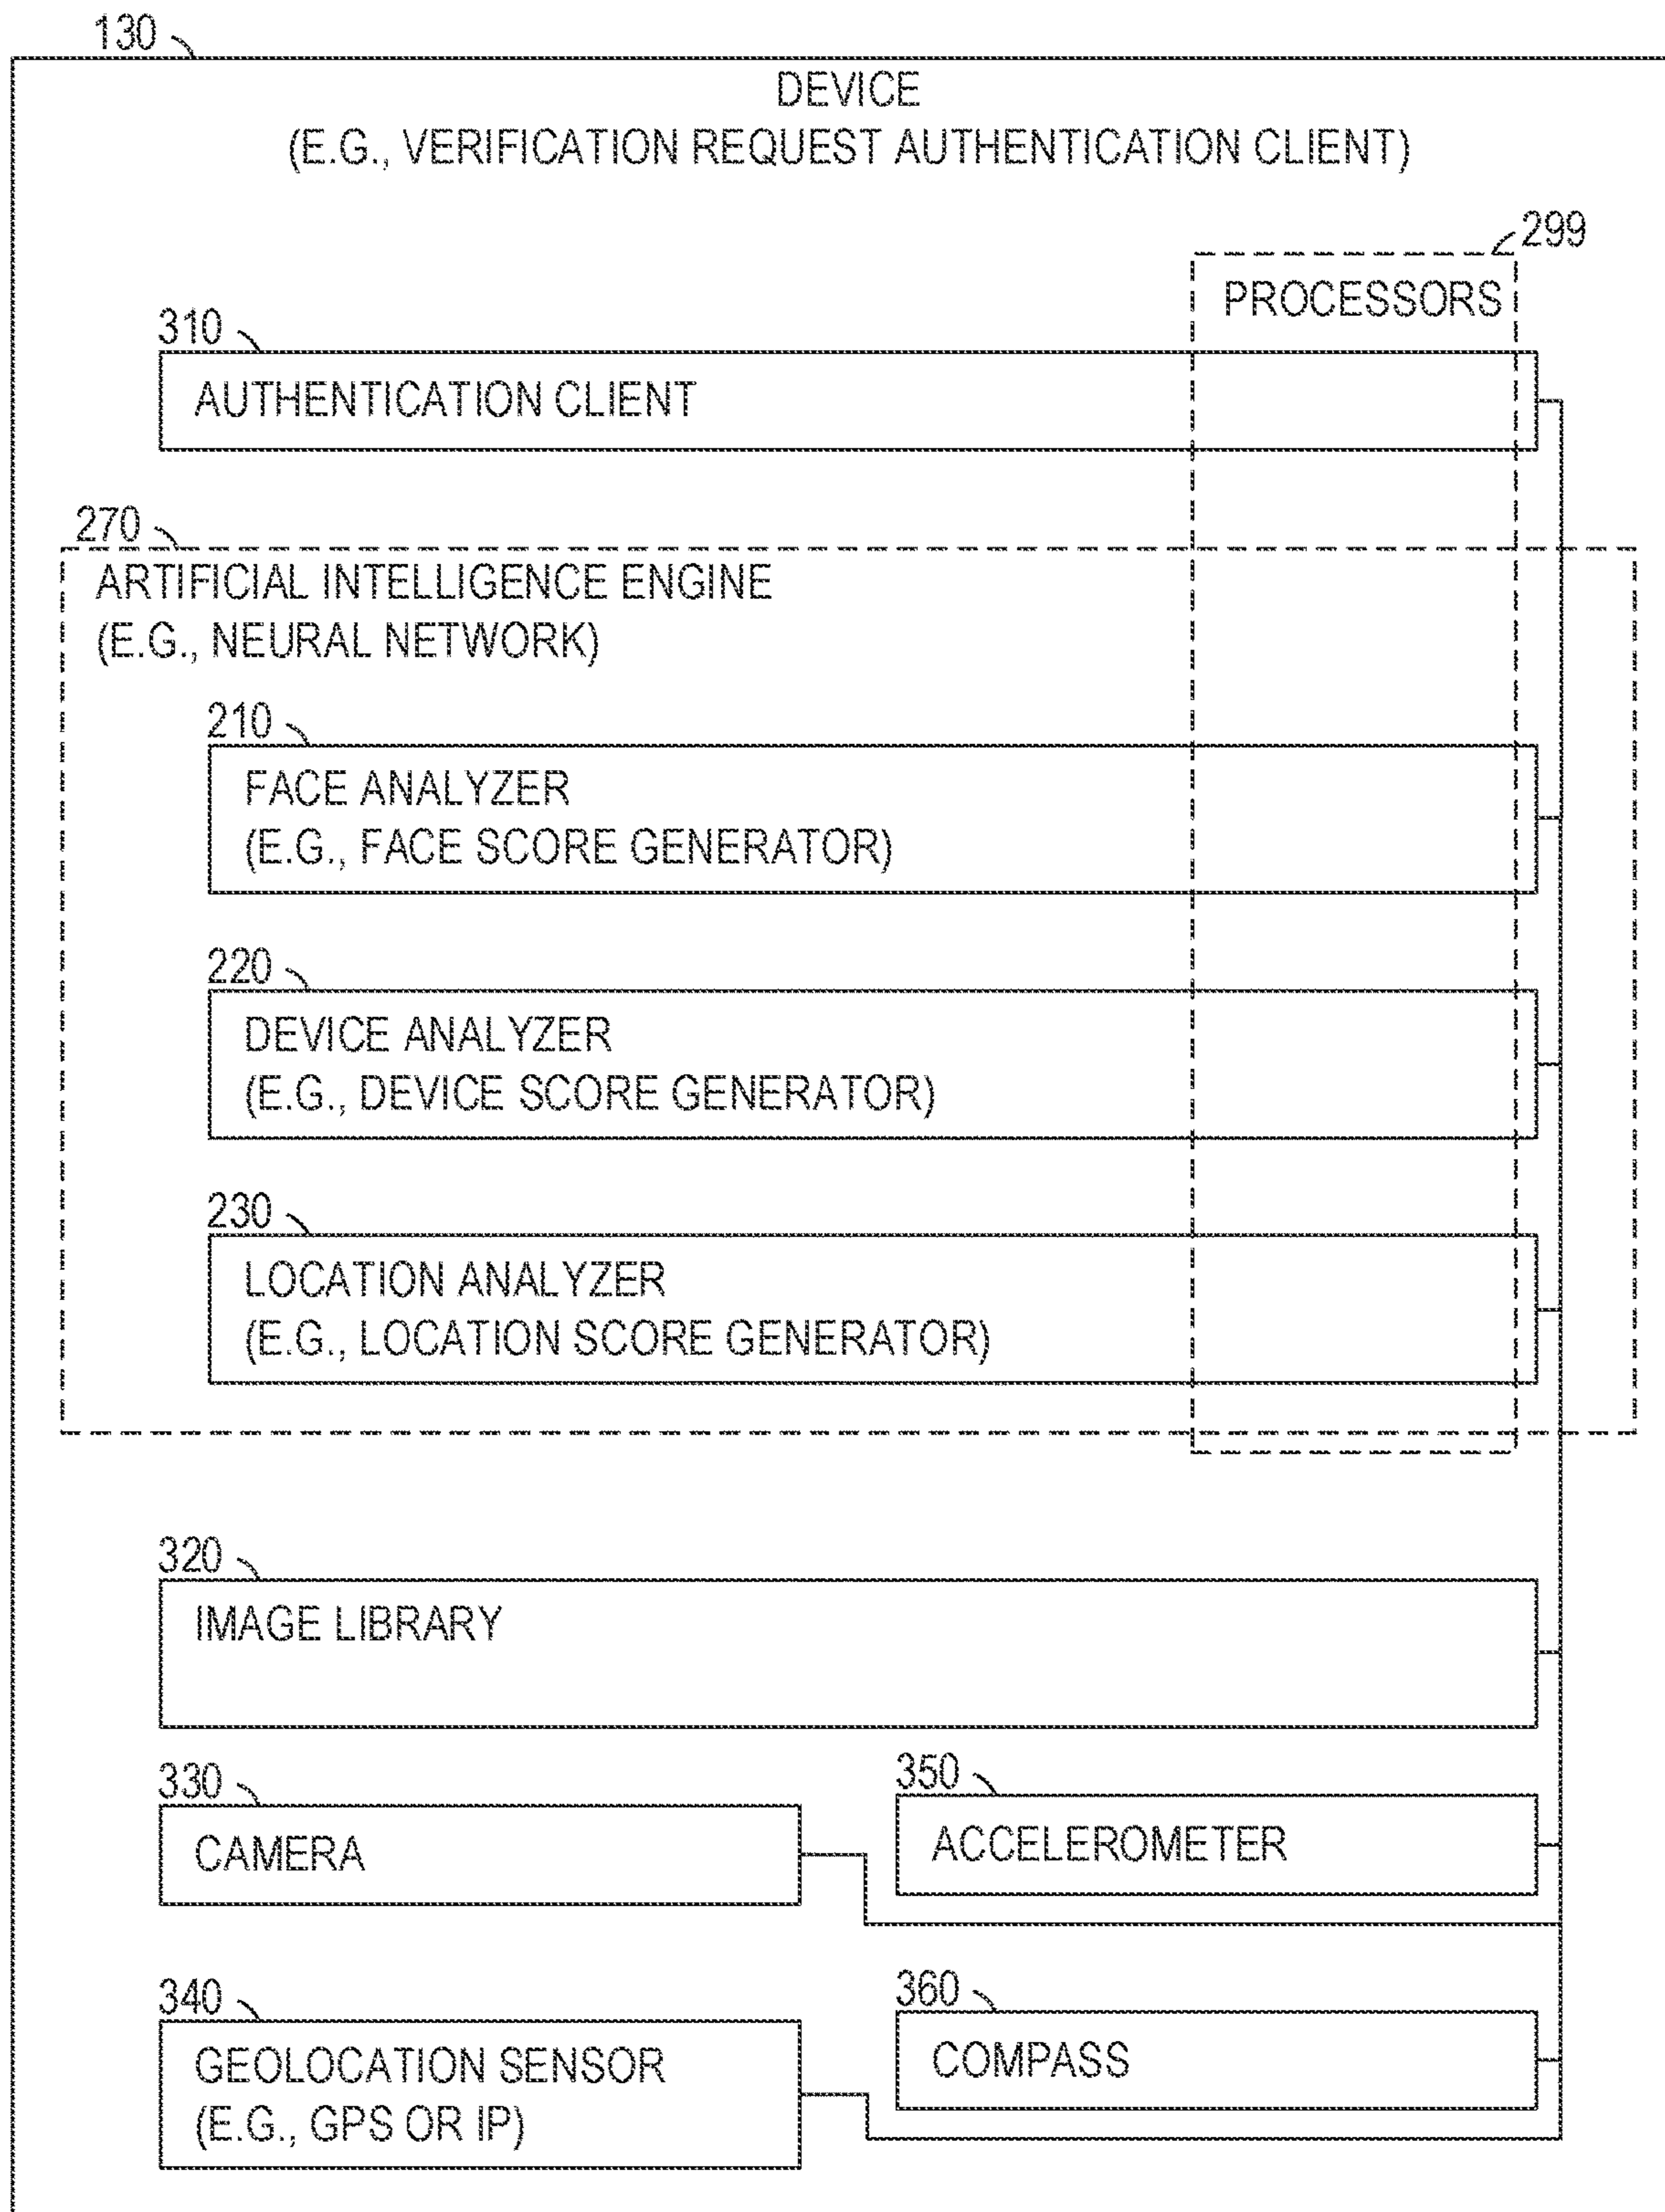 130
DEVICE
(E.G., VERIFICATION REQUEST AUTHENTICATION CLIENT)
299
PROCESSORS
310
AUTHENTICATION CLIENT
270
ARTIFICIAL INTELLIGENCE ENGINE
(E.G., NEURAL NETWORK)
210
FACE ANALYZER
(E.G., FACE SCORE GENERATOR)
220
DEVICE ANALYZER
(E.G., DEVICE SCORE GENERATOR)
230
LOCATION ANALYZER
(E.G., LOCATION SCORE GENERATOR)
320
IMAGE LIBRARY
330
CAMERA
350
ACCELEROMETER
340
GEOLOCATION SENSOR
(E.G., GPS OR IP)
360
COMPASS